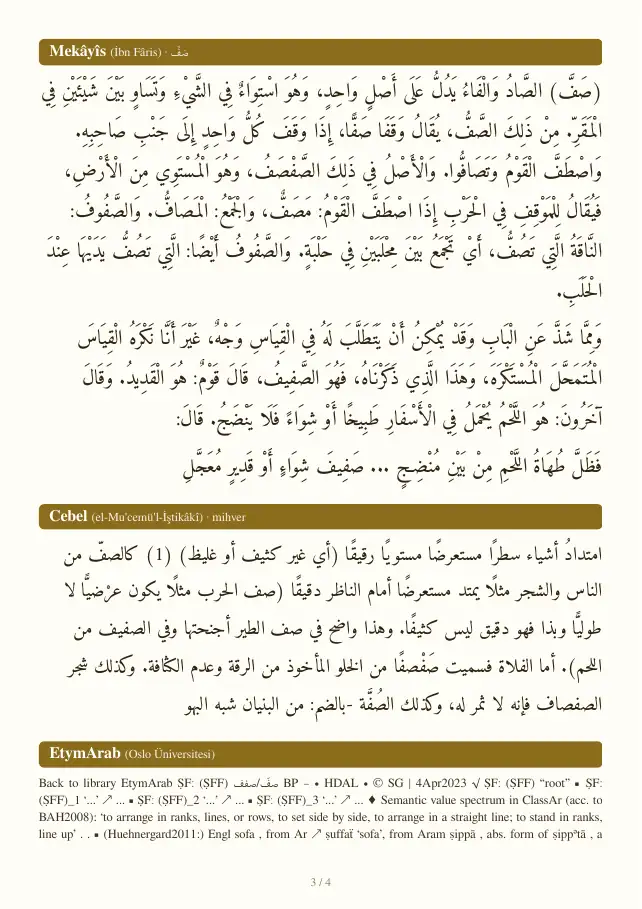 Mekâyîs (İbn Fâris) · صَفَّ
(صَفَّ) الصَّادُ وَالْفَاءُ يَدُلُّ عَلَى أَصْلٍ وَاحِدٍ، وَهُوَ اسْتِوَاءٌ فِي الشَّيْءِ وَتَسَاوٍ بَيْنَ شَيْئَيْنِ فِي
الْمَقَرِّ. مِنْ ذَلِكَ الصَّفُّ، يُقَالُ وَقَفَا صَفًّا، إِذَا وَقَفَ كُلُّ وَاحِدٍ إِلَى جَنْبِ صَاحِبِهِ.
وَاصْطَفَّ الْقَوْمُ وَتَصَافُّوا. وَالْأَصْلُ فِي ذَلِكَ الصَّفْصَفُ، وَهُوَ الْمُسْتَوِي مِنَ الْأَرْضِ،
فَيُقَالُ لِلْمَوْقِفِ فِي الْحَرْبِ إِذَا اصْطَفَّ الْقَوْمُ: مَصَفٌّ، وَالْجَمْعُ: الْمَصَافُّ. وَالصَّفُوفُ:
النَّاقَةُ الَّتِي تَصُفُّ، أَيْ تَجْمَعُ بَيْنَ مِحْلَبَيْنِ فِي حَلْبَةٍ. وَالصَّفُوفُ أَيْضًا: الَّتِي تَصُفُّ يَدَيْهَا عِنْدَ
الْحَلَبِ.
وَمِمَّا شَذَّ عَنِ الْبَابِ وَقَدْ يُمْكِنُ أَنْ يُتَطَلَّبَ لَهُ فِي الْقِيَاسِ وَجْهٌ، غَيْرَ أَنَّا نَكْرَهُ الْقِيَاسَ
الْمُتَمَحَّلَ الْمُسْتَكْرَهَ، وَهَذَا الَّذِي ذَكَرْنَاهُ، فَهُوَ الصَّفِيفُ، قَالَ قَوْمٌ: هُوَ الْقَدِيدُ. وَقَالَ
آخَرُونَ: هُوَ اللَّحْمُ يُحْمَلُ فِي الْأَسْفَارِ طَبِيخًا أَوْ شِوَاءً فَلَا يَنْضَجُ. قَالَ:
فَظَلَّ طُهَاةُ اللَّحْمِ مِنْ بَيْنِ مُنْضِجٍ ... صَفِيفَ شِوَاءٍ أَوْ قَدِيرٍ مُعَجَّلِ
Cebel (el-Mu'cemü'l-İştikâkî) · mihver
امتدادُ أشياء سطرًا مستعرضًا مستويًا رقيقًا (أي غير كثيف أو غليظ) (1) كالصفّ من
الناس والشجر مثلًا يمتد مستعرضًا أمام الناظر دقيقًا (صف الحرب مثلًا يكون عرْضيًّا لا
طوليًّا وبذا فهو دقيق ليس كثيفًا. وهذا واضح في صف الطير أجنحتها وفي الصفيف من
اللحم). أما الفلاة فسميت صَفْصفًا من الخلو المأخوذ من الرقة وعدم الكثافة. وكذلك شجر
الصفصاف فإنه لا ثمر له، وكذلك الصُفَّة -بالضم: من البنيان شبه البهو
EtymArab (Oslo Üniversitesi)
Back to library EtymArab ṢF: (ṢFF) صفّ/صفف BP – • HDAL • © SG | 4Apr2023 √ ṢF: (ṢFF) “root” ▪ ṢF:
(ṢFF)_1 ‘...’ ↗ ... ▪ ṢF: (ṢFF)_2 ‘...’ ↗ ... ▪ ṢF: (ṢFF)_3 ‘...’ ↗ ... ♦ Semantic value spectrum in ClassAr (acc. to
BAH2008): ‘to arrange in ranks, lines, or rows, to set side by side, to arrange in a straight line; to stand in ranks,
line up’ . . ▪ (Huehnergard2011:) Engl sofa , from Ar ↗ ṣuffaẗ ‘sofa’, from Aram ṣippā , abs. form of ṣippᵊtā , a
3 / 4